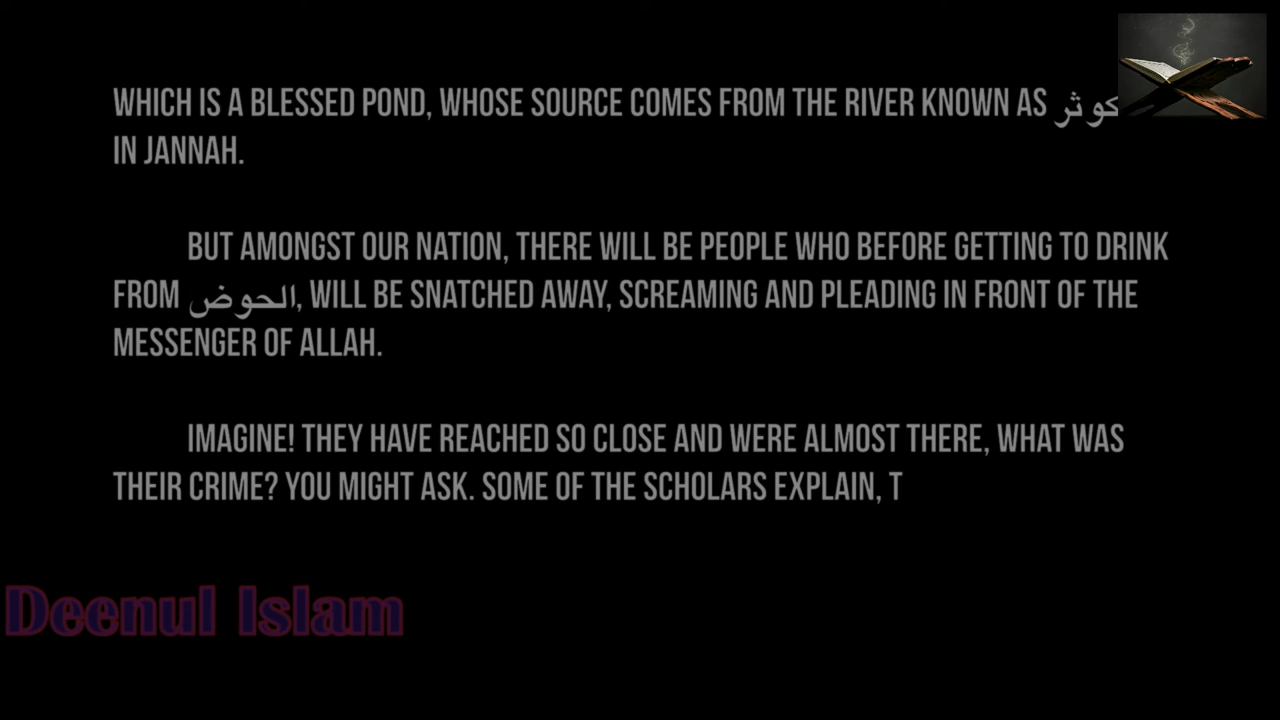 WHICH IS A BLESSED POND, WHOSE SOURCE COMES FROM THE RIVER KNOWN AS
IN JANNAH.
BUT AMONGST OUR NATION, THERE WILL BE PEOPLE WHO BEFORE GETTING TO DRINK
FROM الحوض, WILL BE SNATCHED AWAY, SCREAMING AND PLEADING IN FRONT OF THE
MESSENGER OF ALLAH.
IMAGINE! THEY HAVE REACHED SO CLOSE AND WERE ALMOST THERE, WHAT WAS
THEIR CRIME? YOU MIGHT ASK. SOME OF THE SCHOLARS EXPLAIN, T
Deenul Islam